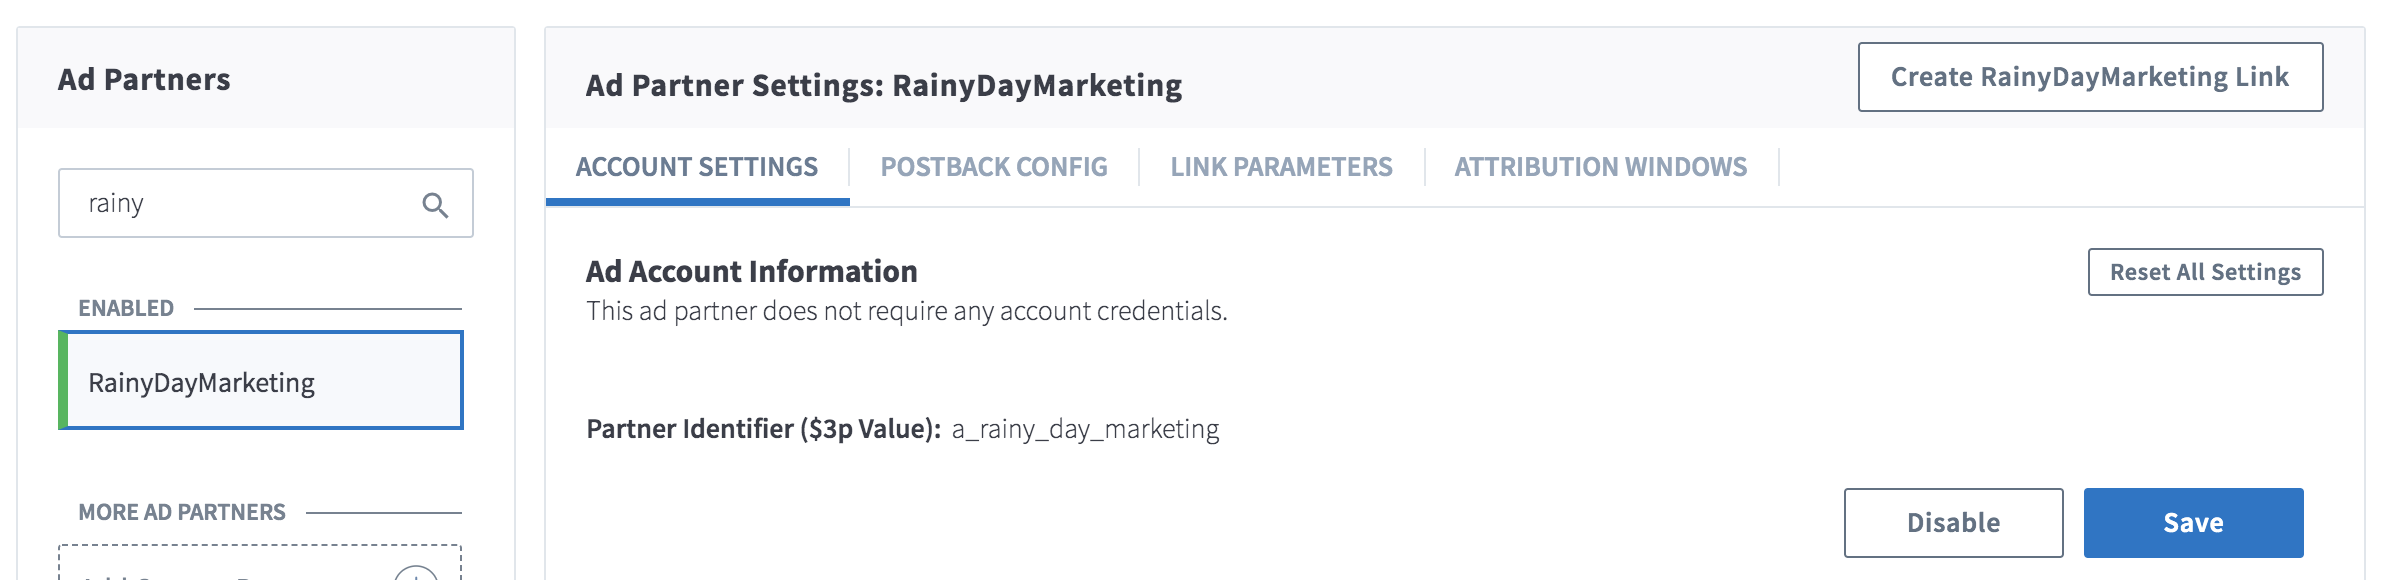 Ad Partners
rainy
ENABLED
RainyDayMarketing
MORE AD PARTNERS
Ad Partner Settings: RainyDayMarketing
Create RainyDayMarketing Link
ACCOUNT SETTINGS
POSTBACK CONFIG
LINK PARAMETERS
ATTRIBUTION WINDOWS
Ad Account Information
Reset All Settings
This ad partner does not require any account credentials.
Partner Identifier ($3p Value): a_rainy_day_marketing
Disable
Save